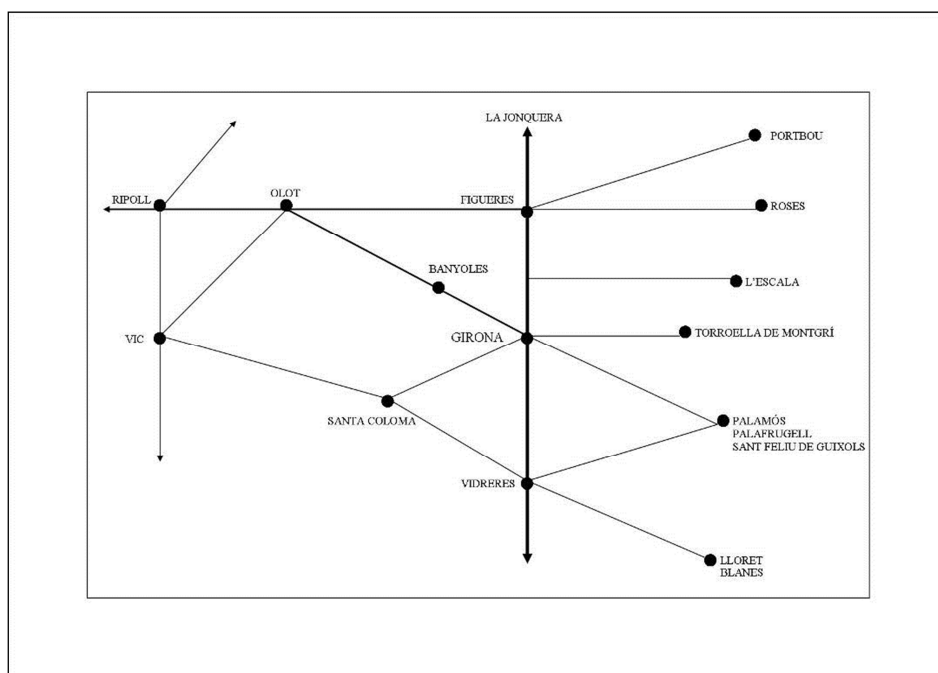 LA JONQUERA
PORTBOU
RIPOLL
OLOT
FIGUERES
ROSES
BANYOLES
L'ESCALA
VIC
GIRONA
TORROELLA DE MONTGRÍ
SANTA COLOMA
PALAMÓS
PALAFRUGELL
SANT FELIU DE GUIXOLS
VIDRERES
LLORET
BLANES